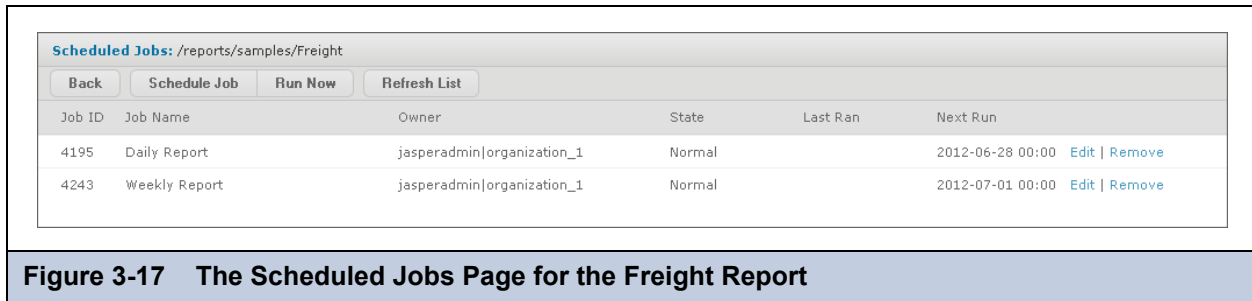 Scheduled Jobs: /reports/samples/Freight
Back Schedule Job Run Now Refresh List
Job ID Job Name Owner State Last Ran Next Run
4195 Daily Report jasperadmin|organization_1 Normal 2012-06-28 00:00 Edit | Remove
4243 Weekly Report jasperadmin|organization_1 Normal 2012-07-01 00:00 Edit | Remove
Figure 3-17 The Scheduled Jobs Page for the Freight Report